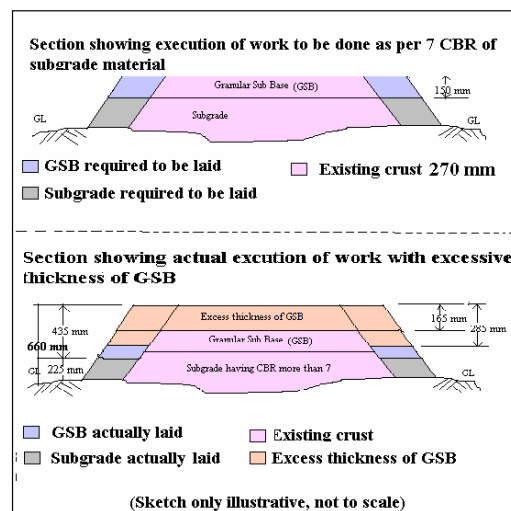 Section showing execution of work to be done as per 7 CBR of
subgrade material
Granular Sub Base (GSB)
150 mm
GL
Subgrade
GL
GSB required to be laid
Existing crust 270 mm
Subgrade required to be laid
Section showing actual excution of work with excessive
thickness of GSB
Excess thickness of GSB
435 mm
165 mm
285 mm
Granular Sub Base (GSB)
660 mm
GL
225 mm
Subgrade having CBR more than 7
GL
GSB actually laid
Existing crust
Subgrade actually laid
Excess thickness of GSB
(Sketch only illustrative, not to scale)